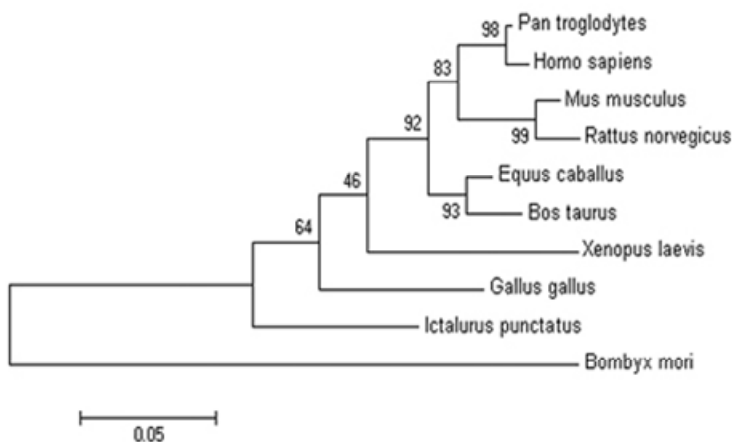 98 Pan troglodytes
Homo sapiens
83
Mus musculus
92
99 Rattus norvegicus
Equus caballus
46
93 Bos taurus
64
Xenopus laevis
Gallus gallus
Ictalurus punctatus
Bombyx mori
0.05